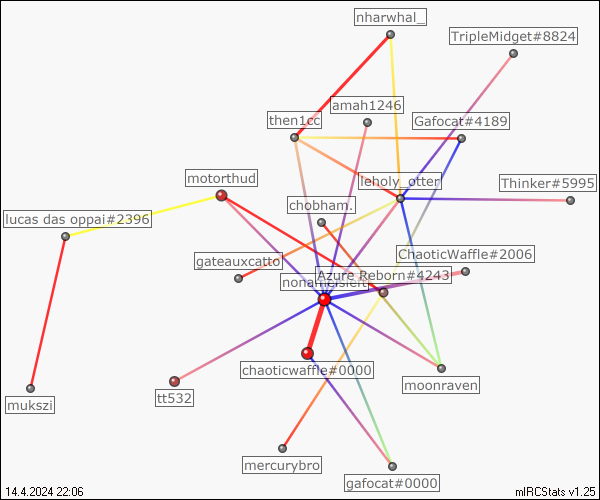 nharwhal_
TripleMidget#8824
amah1246
then1cc
Gafocat#4189
motorthud
leholy_otter
Thinker#5995
chobham.
lucas das oppai#2396
ChaoticWaffle#2006
gateauxcatto
Azure Reborn#4243
chaoticwaffle#0000
moonraven
tt532
mukszi
mercurybro
gafocat#0000
14.4.2024 22:06
mIRCStats v1.25